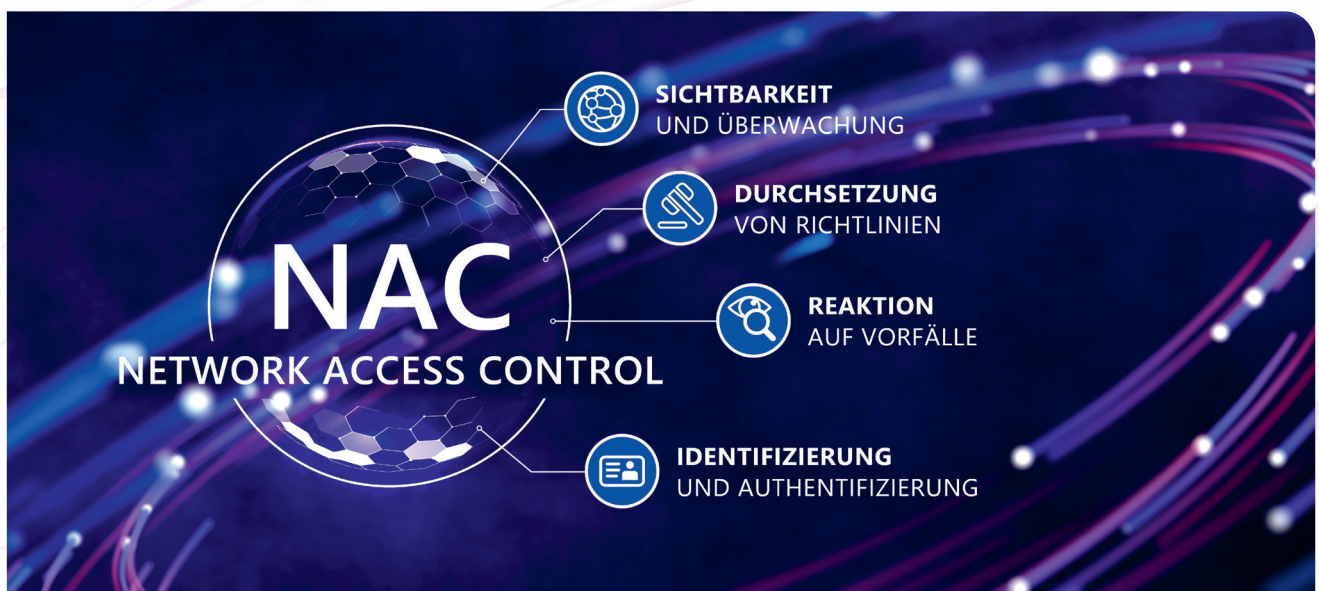 NAC
NETWORK ACCESS CONTROL
SICHTBARKEIT
UND ÜBERWACHUNG
DURCHSETZUNG
VON RICHTLINIEN
REAKTION
AUF VORFÄLLE
IDENTIFIZIERUNG
UND AUTHENTIFIZIERUNG